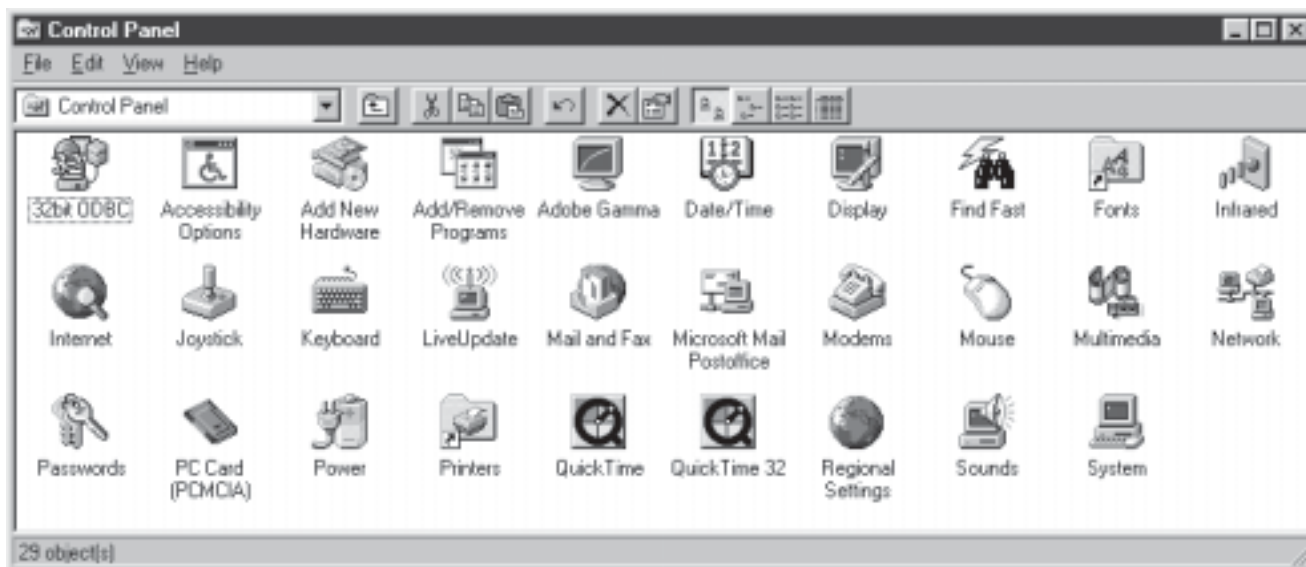 Control Panel
File Edit View Help
Control Panel
32bit ODBC
Accessibility Options
Add New Hardware
Add/Remove Programs
Adobe Gamma
Date/Time
Display
Find Fast
Fonts
Infrared
Internet
Joystick
Keyboard
LiveUpdate
Mail and Fax
Microsoft Mail Postoffice
Modems
Mouse
Multimedia
Network
Passwords
PC Card (PCMCIA)
Power
Printers
QuickTime
QuickTime 32
Regional Settings
Sounds
System
29 object(s)